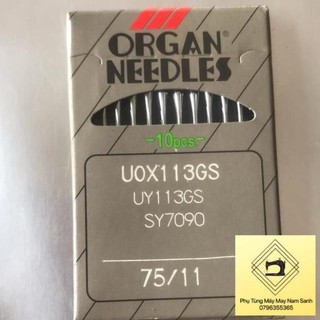 ORGAN®
NEEDLES
-10pcs-
UOX113GS
UY113GS
SY7090
75/11
Phụ Tùng Máy May Nam Sanh
0796355365